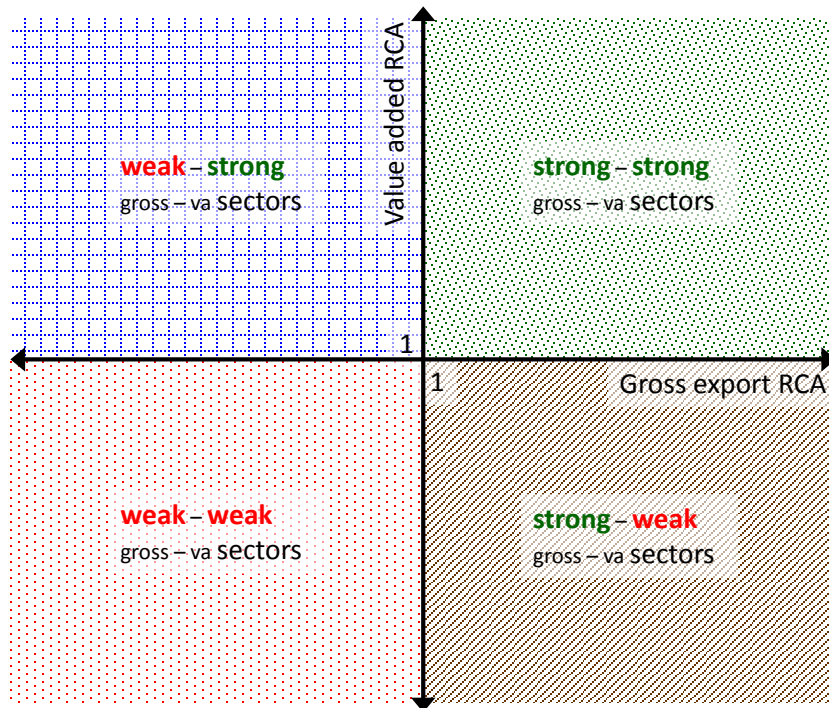 Value added RCA
weak – strong
gross – va sectors
strong – strong
gross – va sectors
1
1
Gross export RCA
weak – weak
gross – va sectors
strong – weak
gross – va sectors